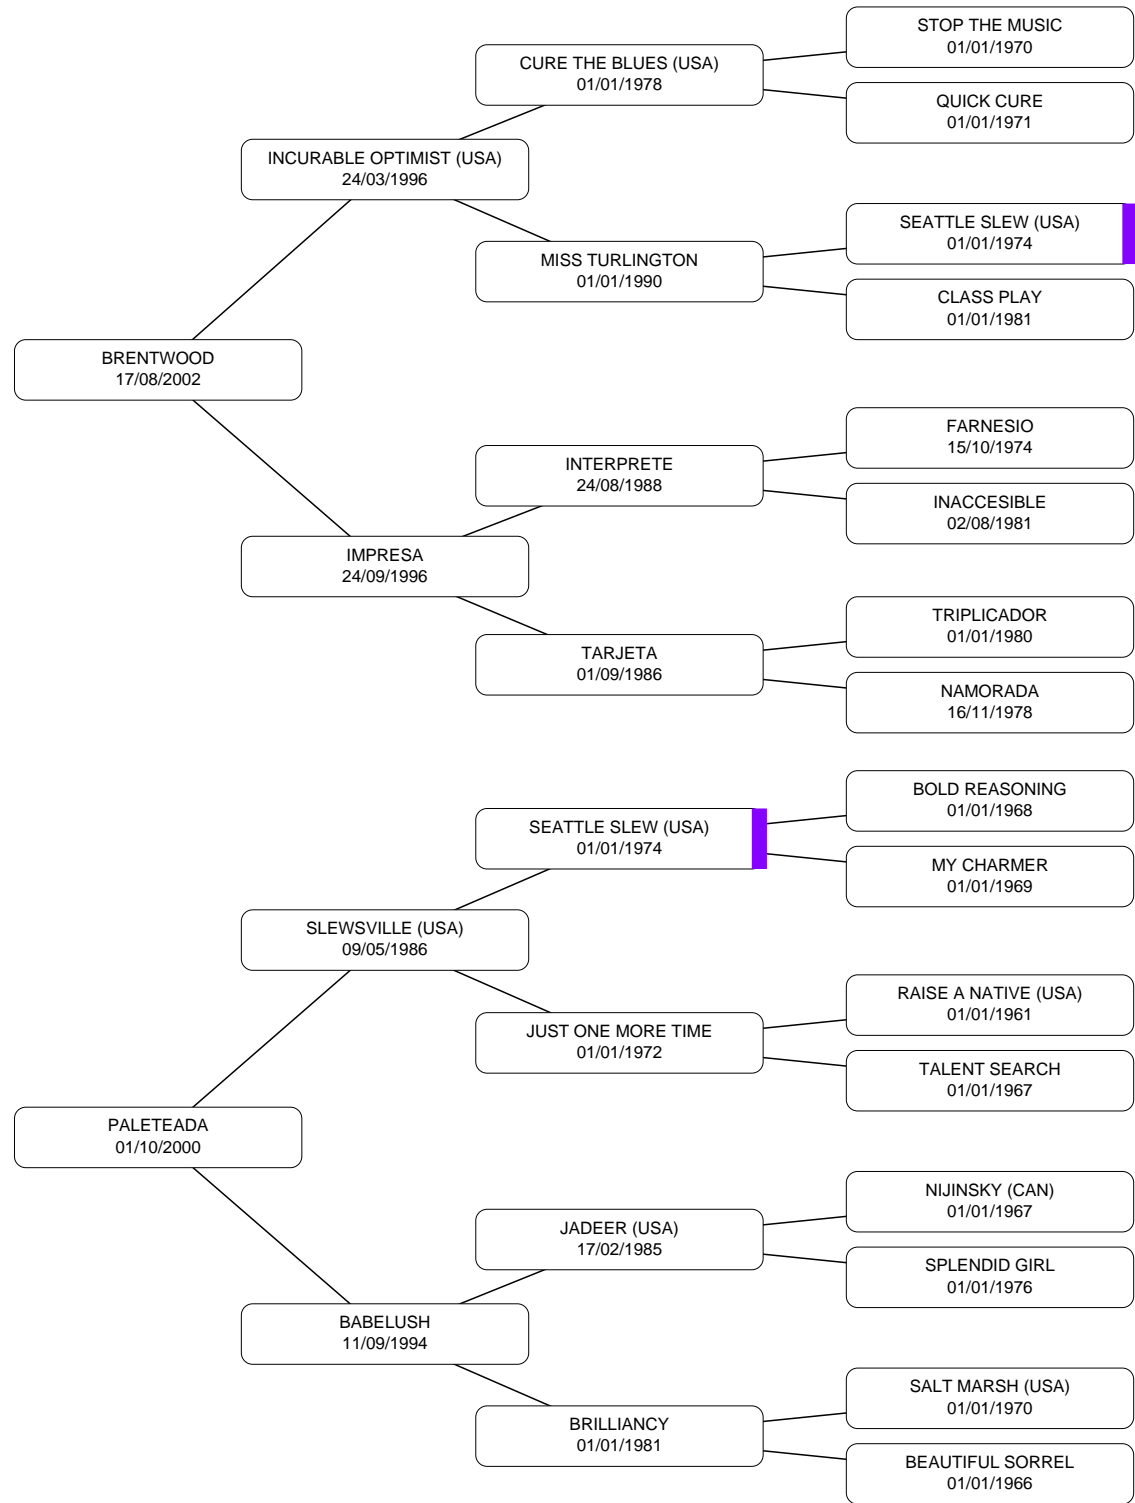 STOP THE MUSIC
01/01/1970
CURE THE BLUES (USA)
01/01/1978
QUICK CURE
01/01/1971
INCURABLE OPTIMIST (USA)
24/03/1996
SEATTLE SLEW (USA)
01/01/1974
MISS TURLINGTON
01/01/1990
CLASS PLAY
01/01/1981
BRENTWOOD
17/08/2002
FARNESIO
15/10/1974
INTERPRETE
24/08/1988
INACCESIBLE
02/08/1981
IMPRESA
24/09/1996
TRIPLICADOR
01/01/1980
TARJETA
01/09/1986
NAMORADA
16/11/1978
BOLD REASONING
01/01/1968
SEATTLE SLEW (USA)
01/01/1974
MY CHARMER
01/01/1969
SLEWSVILLE (USA)
09/05/1986
RAISE A NATIVE (USA)
01/01/1961
JUST ONE MORE TIME
01/01/1972
TALENT SEARCH
01/01/1967
PALETEADA
01/10/2000
NIJINSKY (CAN)
01/01/1967
JADEER (USA)
17/02/1985
SPLENDID GIRL
01/01/1976
BABELUSH
11/09/1994
SALT MARSH (USA)
01/01/1970
BRILLIANCY
01/01/1981
BEAUTIFUL SORREL
01/01/1966